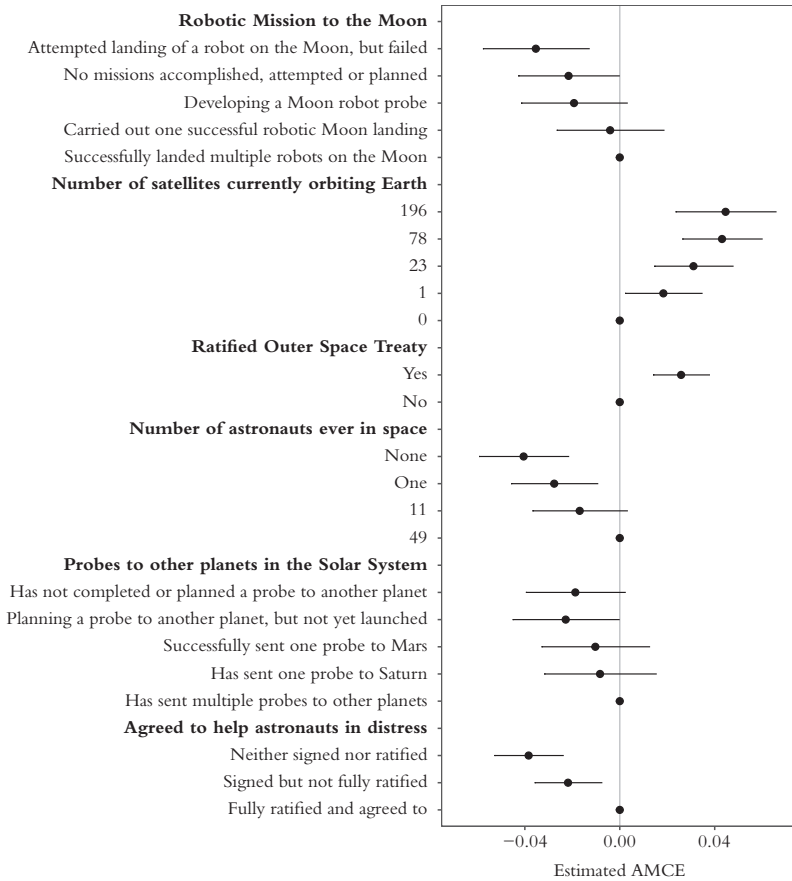 Robotic Mission to the Moon
Attempted landing of a robot on the Moon, but failed
No missions accomplished, attempted or planned
Developing a Moon robot probe
Carried out one successful robotic Moon landing
Successfully landed multiple robots on the Moon
Number of satellites currently orbiting Earth
196
78
23
1
0
Ratified Outer Space Treaty
Yes
No
Number of astronauts ever in space
None
One
11
49
Probes to other planets in the Solar System
Has not completed or planned a probe to another planet
Planning a probe to another planet, but not yet launched
Successfully sent one probe to Mars
Has sent one probe to Saturn
Has sent multiple probes to other planets
Agreed to help astronauts in distress
Neither signed nor ratified
Signed but not fully ratified
Fully ratified and agreed to
−0.04 0.00 0.04
Estimated AMCE